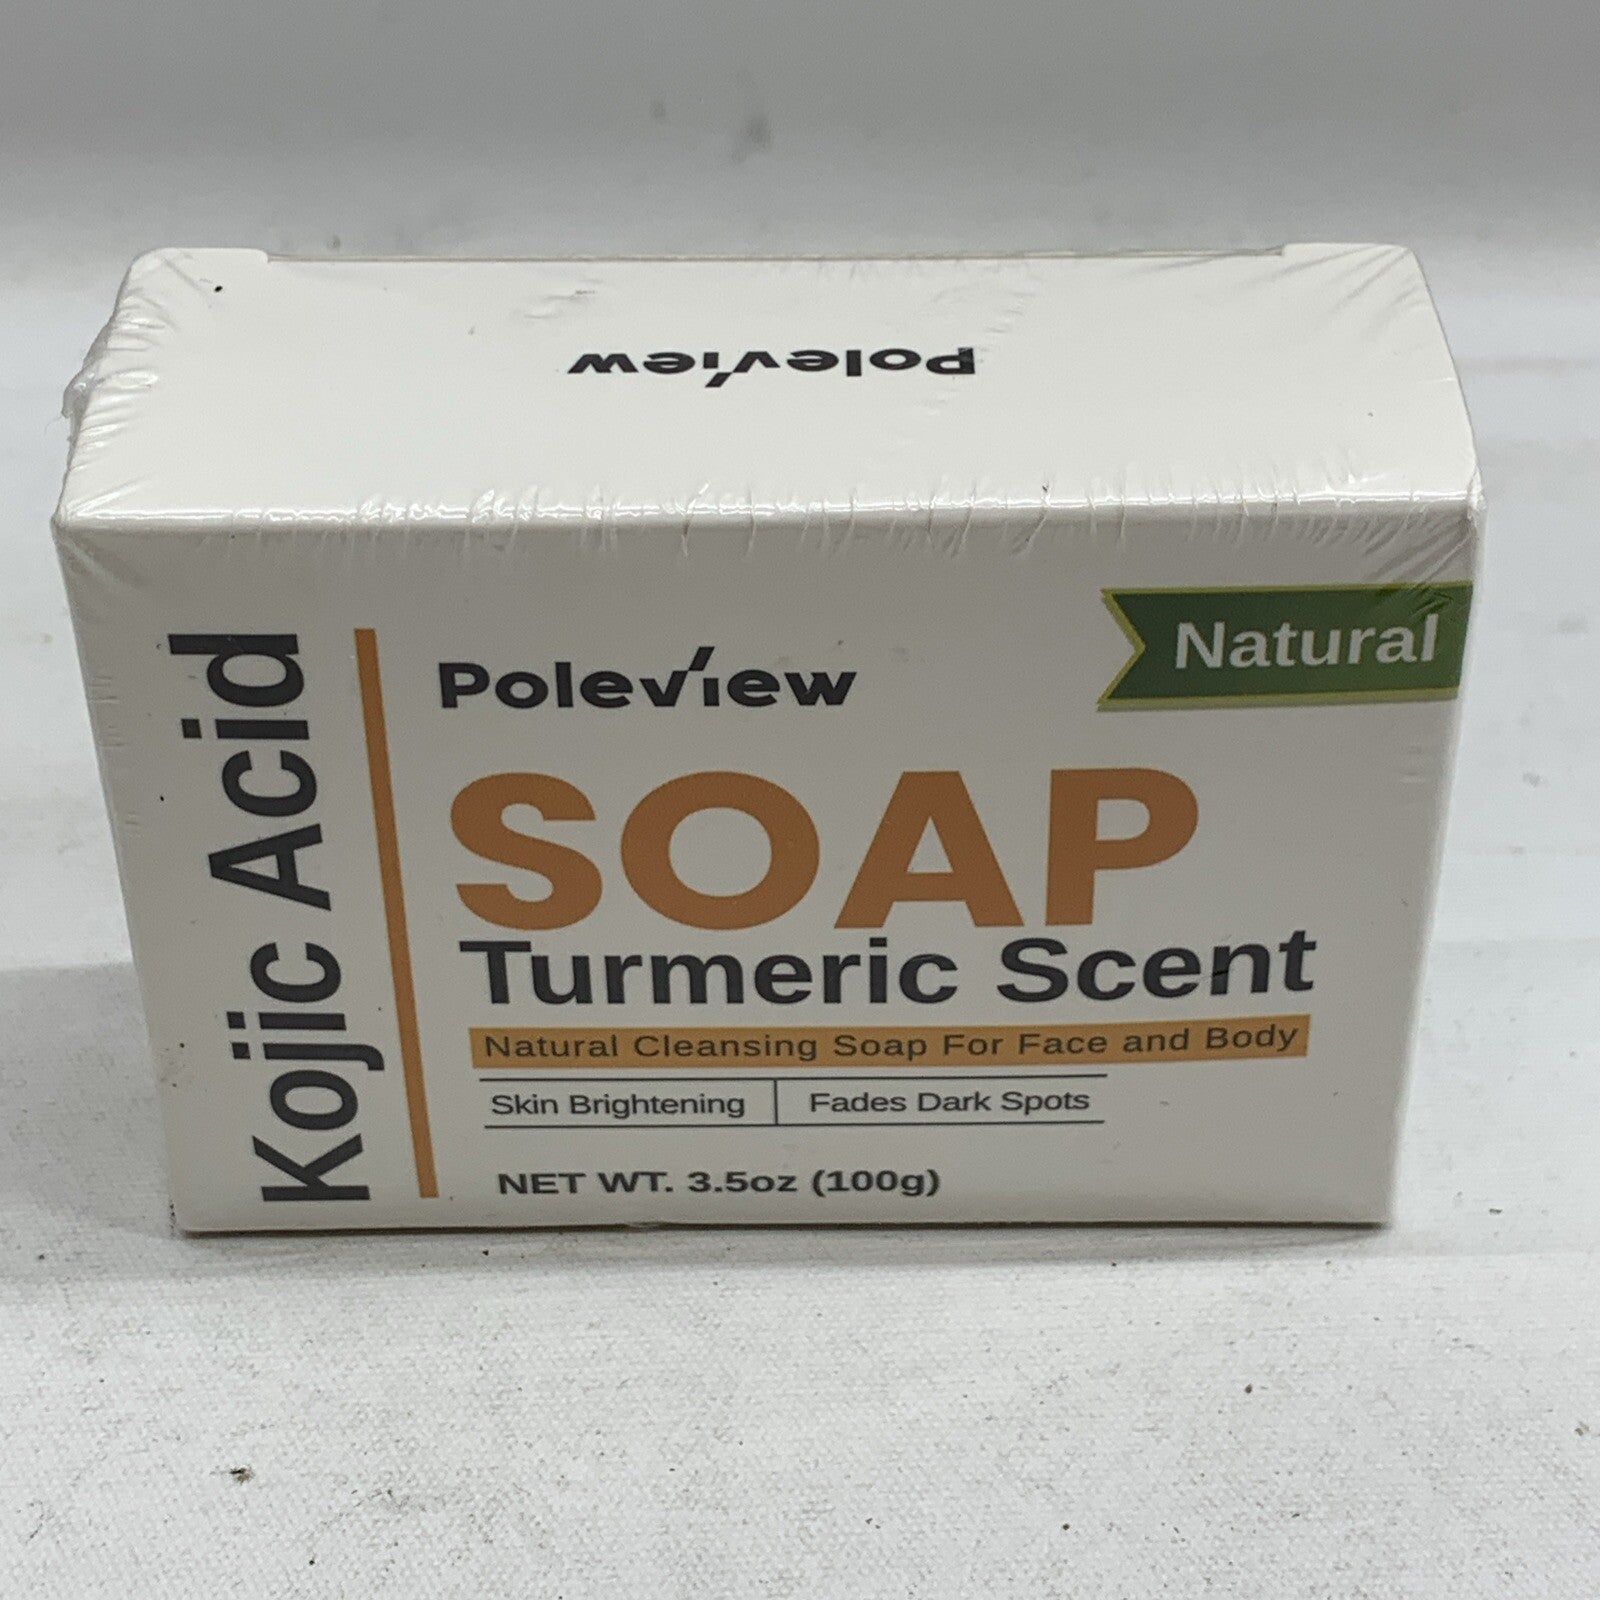 Poleview
Kojic Acid
Poleview
Natural
SOAP
Turmeric Scent
Natural Cleansing Soap For Face and Body
Skin Brightening
Fades Dark Spots
NET WT. 3.5oz (100g)